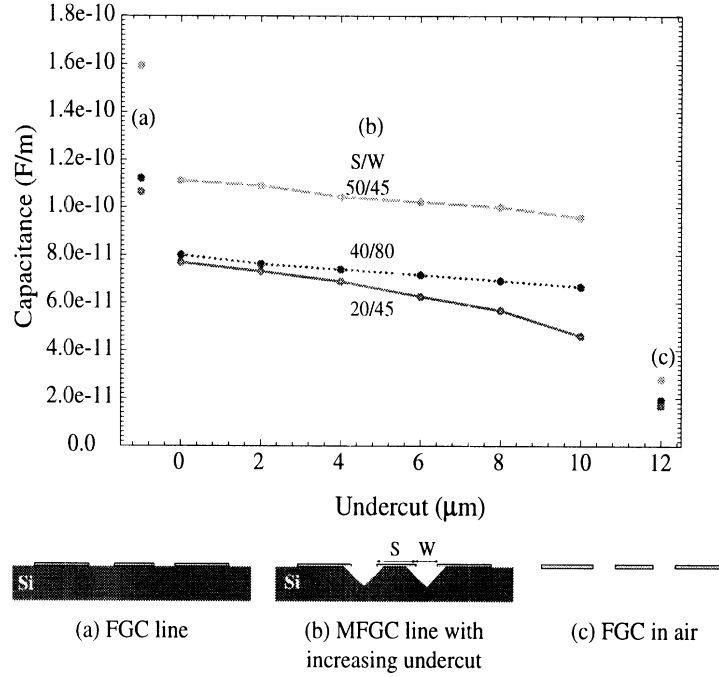 1.8e-10
1.6e-10
1.4e-10
1.2e-10
1.0e-10
8.0e-11
6.0e-11
4.0e-11
2.0e-11
0.0
Capacitance (F/m)
(a)
(b)
S/W
50/45
40/80
20/45
(c)
0 2 4 6 8 10 12
Undercut (μm)
S W
Si
Si
(a) FGC line
(b) MFGC line with
increasing undercut
(c) FGC in air